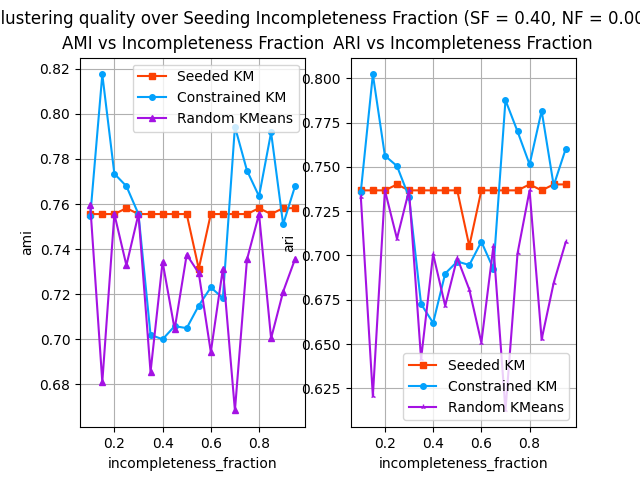 lustering quality over Seeding Incompleteness Fraction (SF = 0.40, NF = 0.00
AMI vs Incompleteness Fraction
ARI vs Incompleteness Fraction
0.82
0.80
0.78
0.76
0.74
0.72
0.70
0.68
ami
0.2
0.4
0.6
0.8
incompleteness_fraction
Seeded KM
Constrained KM
Random KMeans
0.800
0.775
0.750
0.725
0.700
0.675
0.650
0.625
ari
0.2
0.4
0.6
0.8
incompleteness_fraction
Seeded KM
Constrained KM
Random KMeans